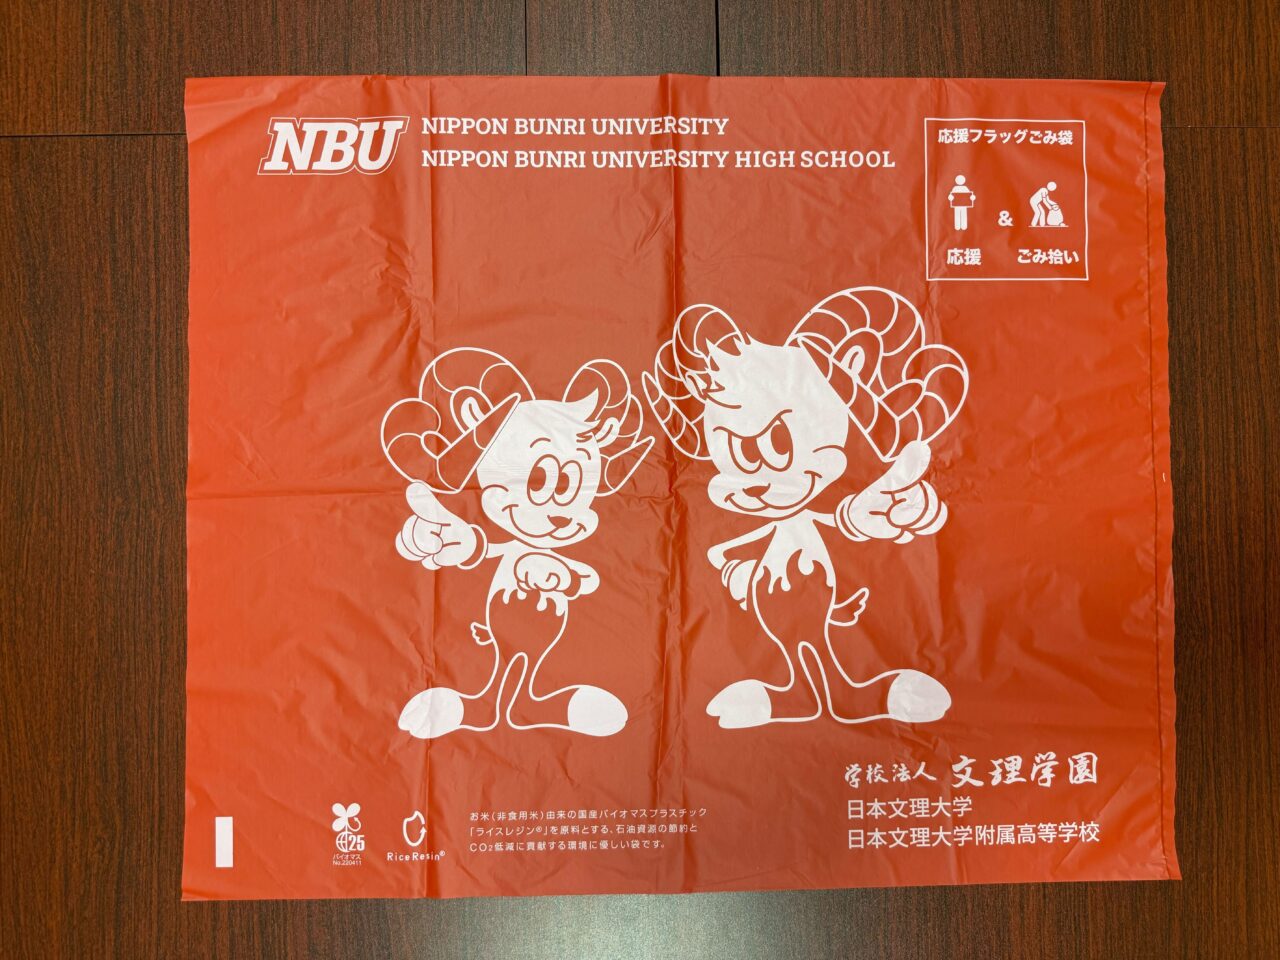 NBU
NIPPON BUNRI UNIVERSITY
NIPPON BUNRI UNIVERSITY HIGH SCHOOL
応援フラッグごみ袋
&
応援 ごみ拾い
25
バイオマス
No.220411
RiceResin®
お米(非食用米)由来の国産バイオマスプラスチック
「ライスレジン®」を原料とする、石油資源の節約と
CO2低減に貢献する環境に優しい袋です。
学校法人 文理学園
日本文理大学
日本文理大学附属高等学校